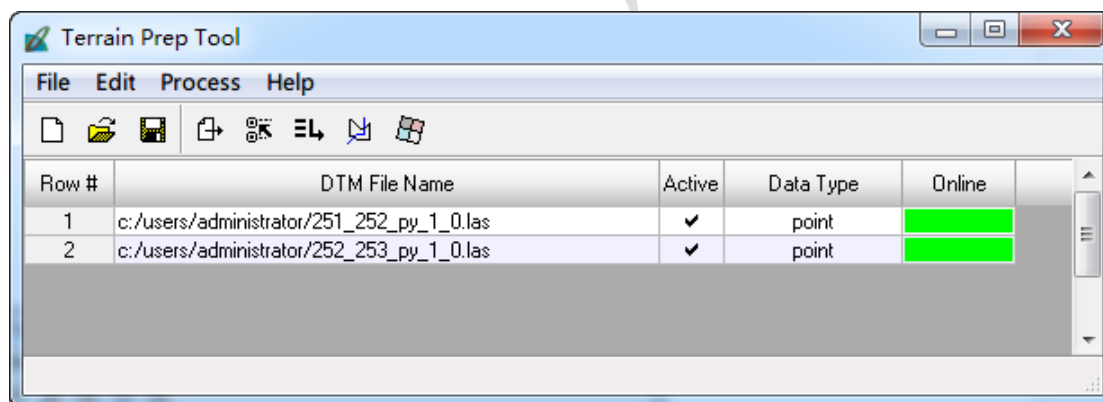 Terrain Prep Tool
File Edit Process Help
Row # DTM File Name Active Data Type Online
1 c:/users/administrator/251_252_py_1_0.las point
2 c:/users/administrator/252_253_py_1_0.las point